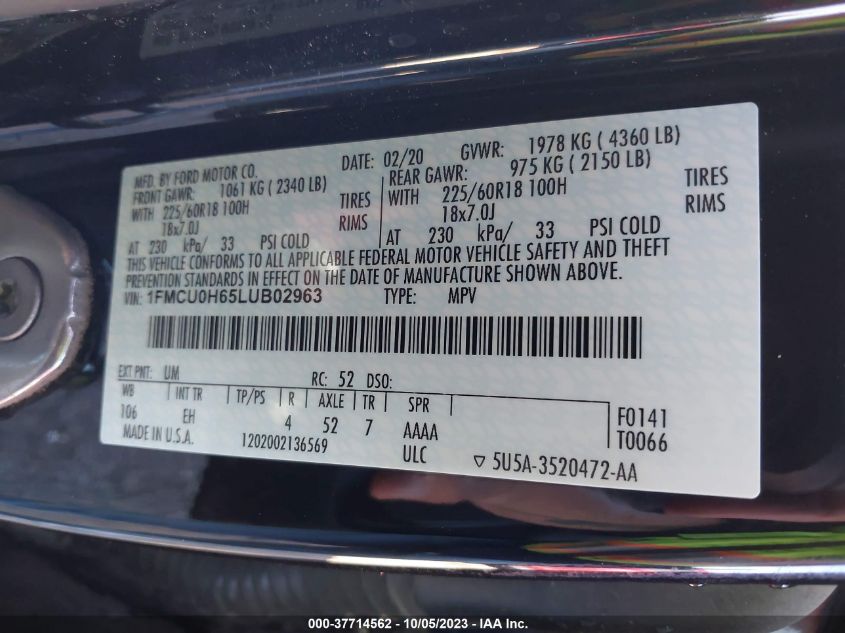 MFD. BY FORD MOTOR CO.
DATE: 02/20 GVWR: 1978 KG ( 4360 LB)
FRONT GAWR: 1061 KG ( 2340 LB)
REAR GAWR: 975 KG ( 2150 LB)
WITH 225/60R18 100H TIRES
18x7.0J RIMS
AT 230 kPa/ 33 PSI COLD
WITH 225/60R18 100H TIRES
18x7.0J RIMS
AT 230 kPa/ 33 PSI COLD
THIS VEHICLE CONFORMS TO ALL APPLICABLE FEDERAL MOTOR VEHICLE SAFETY AND THEFT
PREVENTION STANDARDS IN EFFECT ON THE DATE OF MANUFACTURE SHOWN ABOVE.
VIN: 1FMCU0H65LUB02963 TYPE: MPV
EXT PNT: UM RC: 52 DSO:
WB INT TR TP/PS R AXLE TR SPR
106 EH 4 52 7 AAAA F0141
MADE IN U.S.A. 1202002136569 ULC T0066
▽ 5U5A-3520472-AA
000-37714562 - 10/05/2023 - IAA Inc.